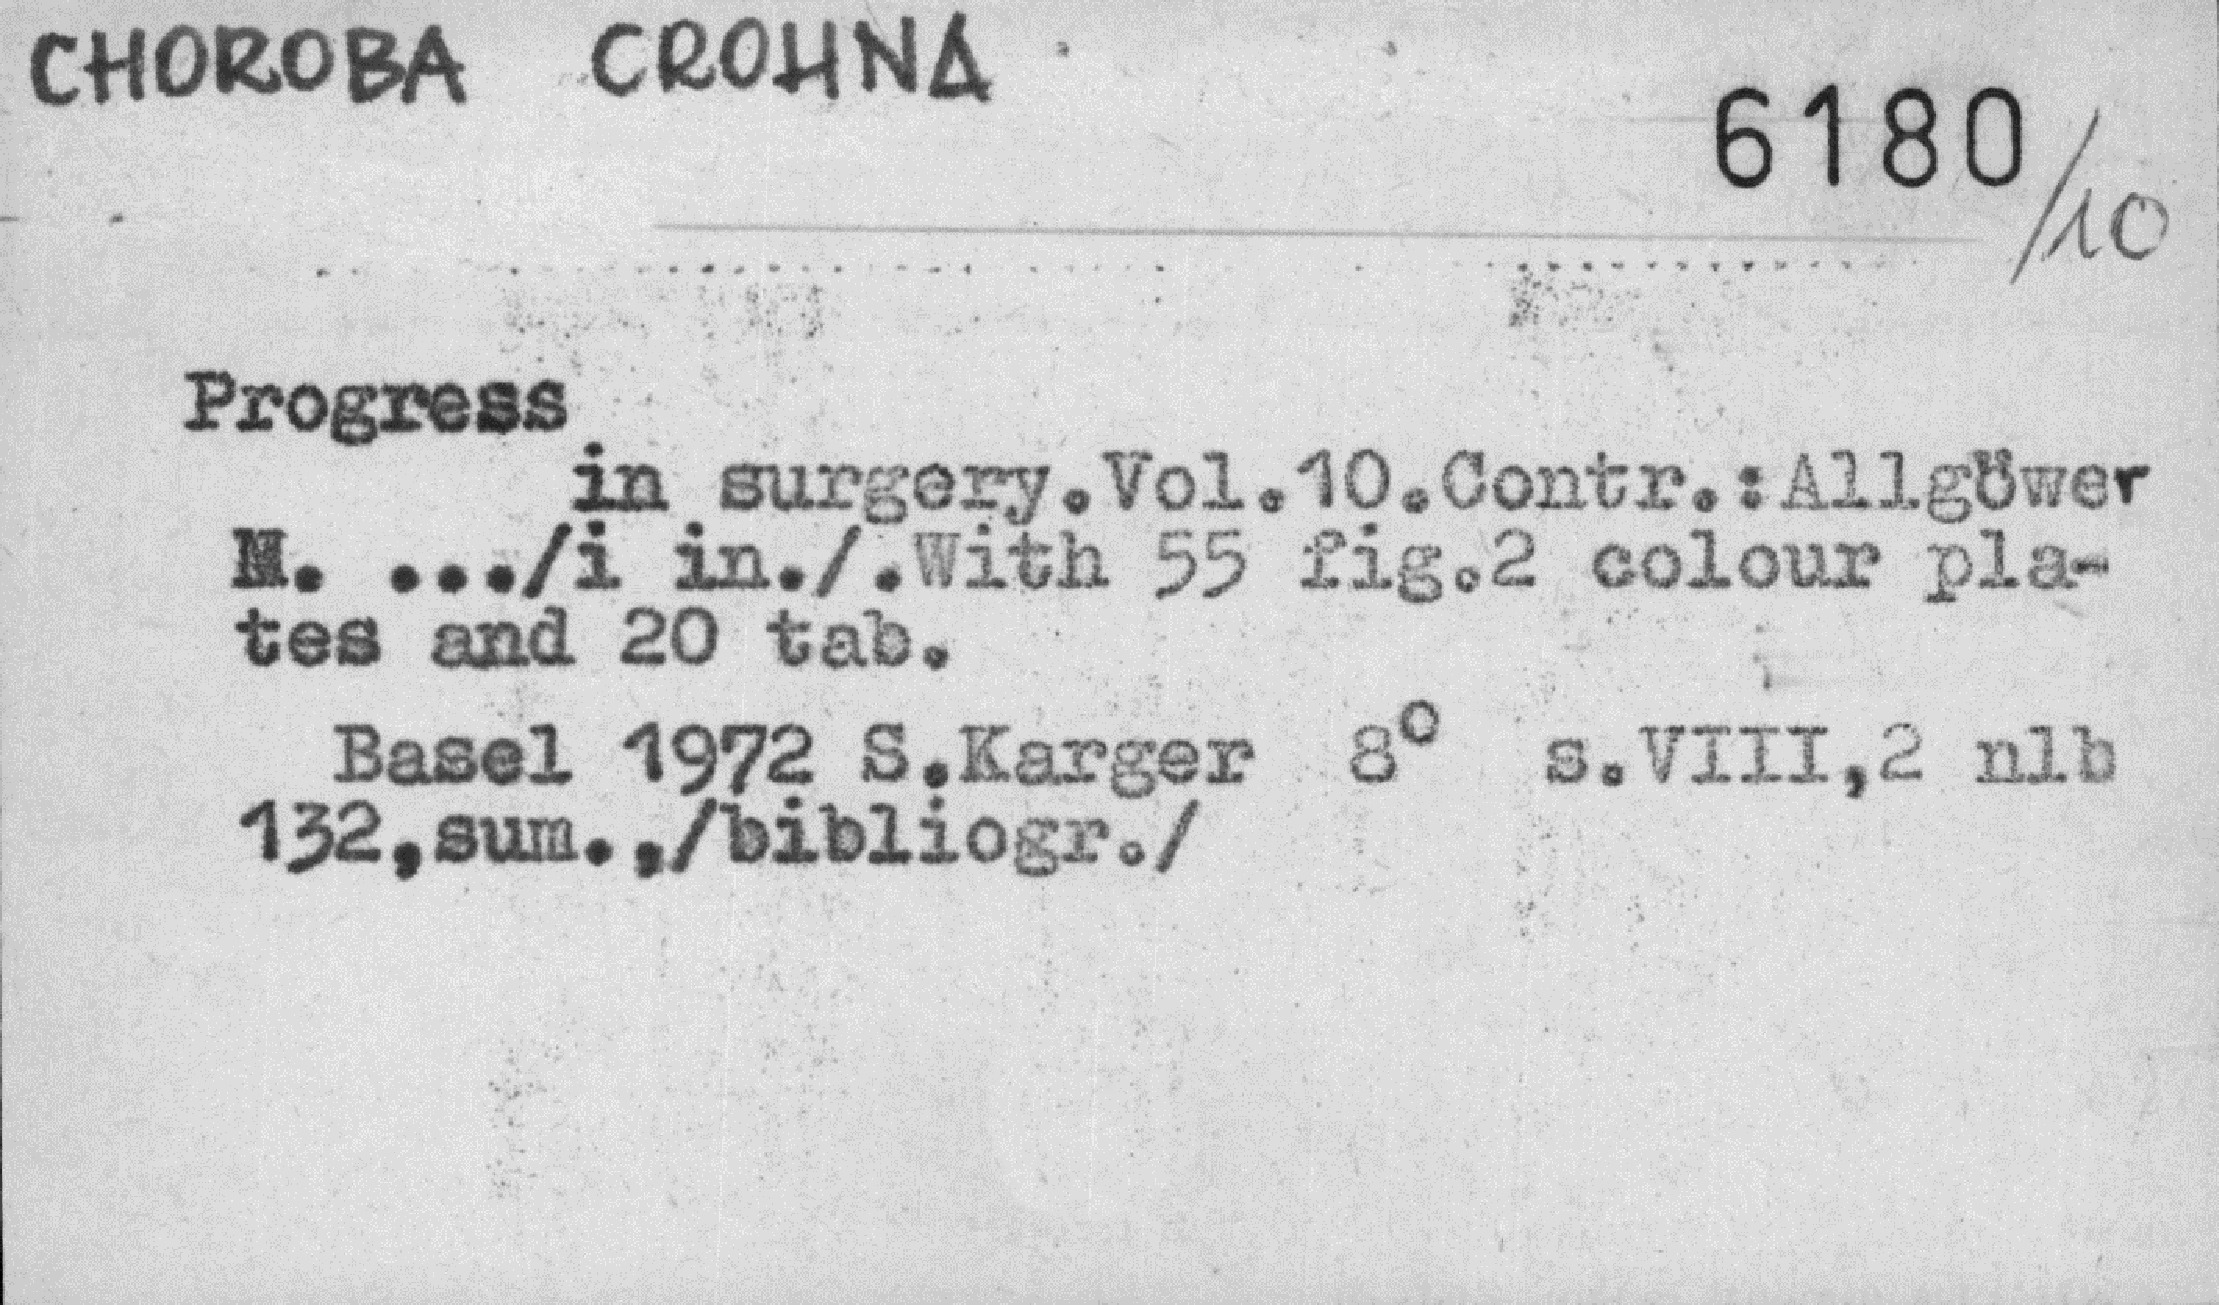 CHOROBA CROHNA
6180/10
Progress
in surgery.Vol.10.Contr.:Allgöwer
M. .../i in./.With 55 fig.2 colour pla-
tes and 20 tab.
Basel 1972 S.Karger 8° s.VIII,2 nlb
132,sum.,/bibliogr./